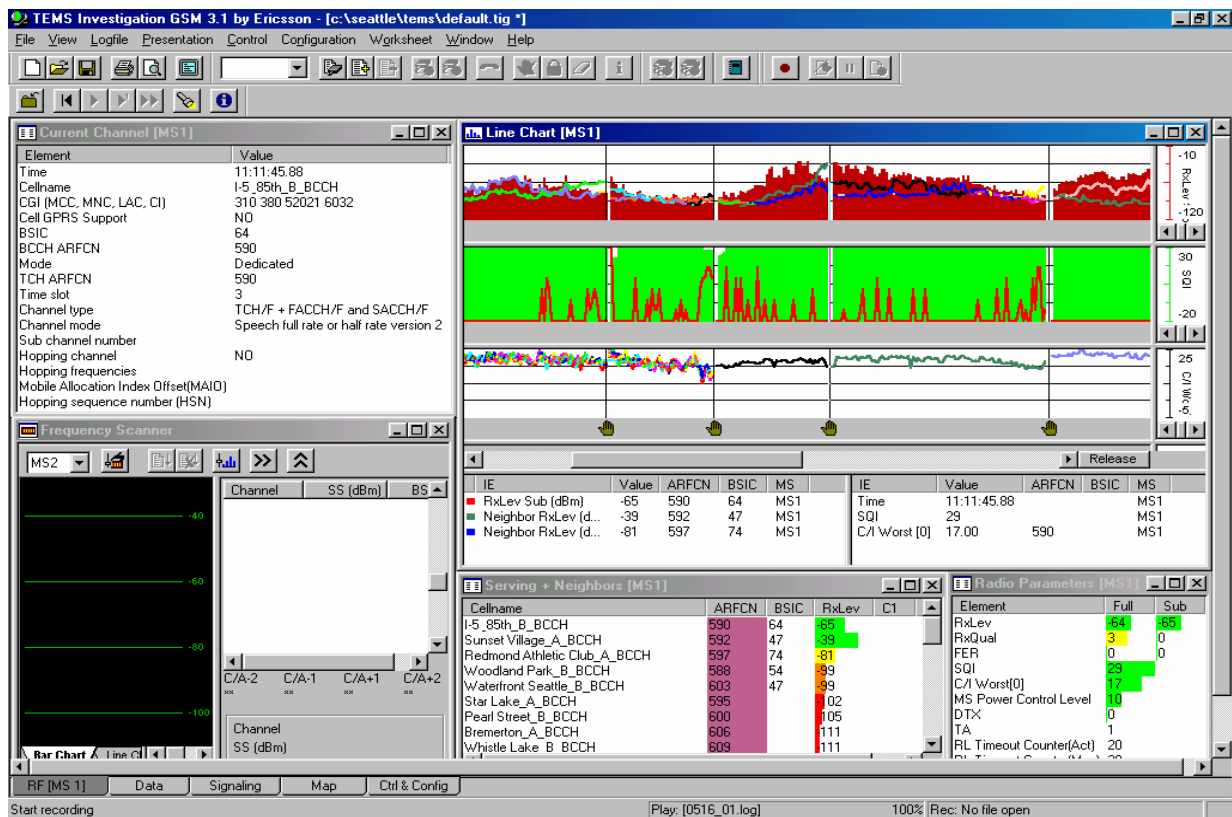 TEMS Investigation GSM 3.1 by Ericsson - [c:\seattle\tems\default.tig *]
File View Logfile Presentation Control Configuration Worksheet Window Help
Current Channel [MS1]
Element Value
Time 11:11:45.88
Cellname I-5_85th_B_BCCH
CGI (MCC, MNC, LAC, CI) 310 380 52021 6032
Cell GPRS Support NO
BSIC 64
BCCH ARFCN 590
Mode Dedicated
TCH ARFCN 590
Time slot 3
Channel type TCH/F + FACCH/F and SACCH/F
Channel mode Speech full rate or half rate version 2
Sub channel number
Hopping channel NO
Hopping frequencies
Mobile Allocation Index Offset(MAIO)
Hopping sequence number (HSN)
Line Chart [MS1]
-10
RxLev
-120
30
SQI
-20
25
C/I Wc
-5.
Release
IE Value ARFCN BSIC MS
RxLev Sub (dBm) -65 590 64 MS1
Neighbor RxLev (d... -39 592 47 MS1
Neighbor RxLev (d... -81 597 74 MS1
IE Value ARFCN BSIC MS
Time 11:11:45.88 MS1
SQI 29 MS1
C/I Worst [0] 17.00 590 MS1
Frequency Scanner
MS2
-40
-60
-80
-100
Channel SS (dBm) BS
C/A-2 C/A-1 C/A+1 C/A+2
** ** ** **
Channel
SS (dBm)
Bar Chart Line Cl
Serving + Neighbors [MS1]
Cellname ARFCN BSIC RxLev C1
I-5_85th_B_BCCH 590 64 -65
Sunset Village_A_BCCH 592 47 -39
Redmond Athletic Club_A_BCCH 597 74 -81
Woodland Park_B_BCCH 588 54 -99
Waterfront Seattle_B_BCCH 603 47 -99
Star Lake_A_BCCH 595 -102
Pearl Street_B_BCCH 600 -105
Bremerton_A_BCCH 606 -111
Whistle Lake_B_BCCH 609 -111
Radio Parameters [MS1]
Element Full Sub
RxLev -64 -65
RxQual 3 0
FER 0 0
SQI 29
C/I Worst[0] 17
MS Power Control Level 10
DTX 0
TA 1
RL Timeout Counter(Act) 20
RF [MS 1] Data Signaling Map Ctrl & Config
Start recording Play: [0516_01.log] 100% Rec: No file open